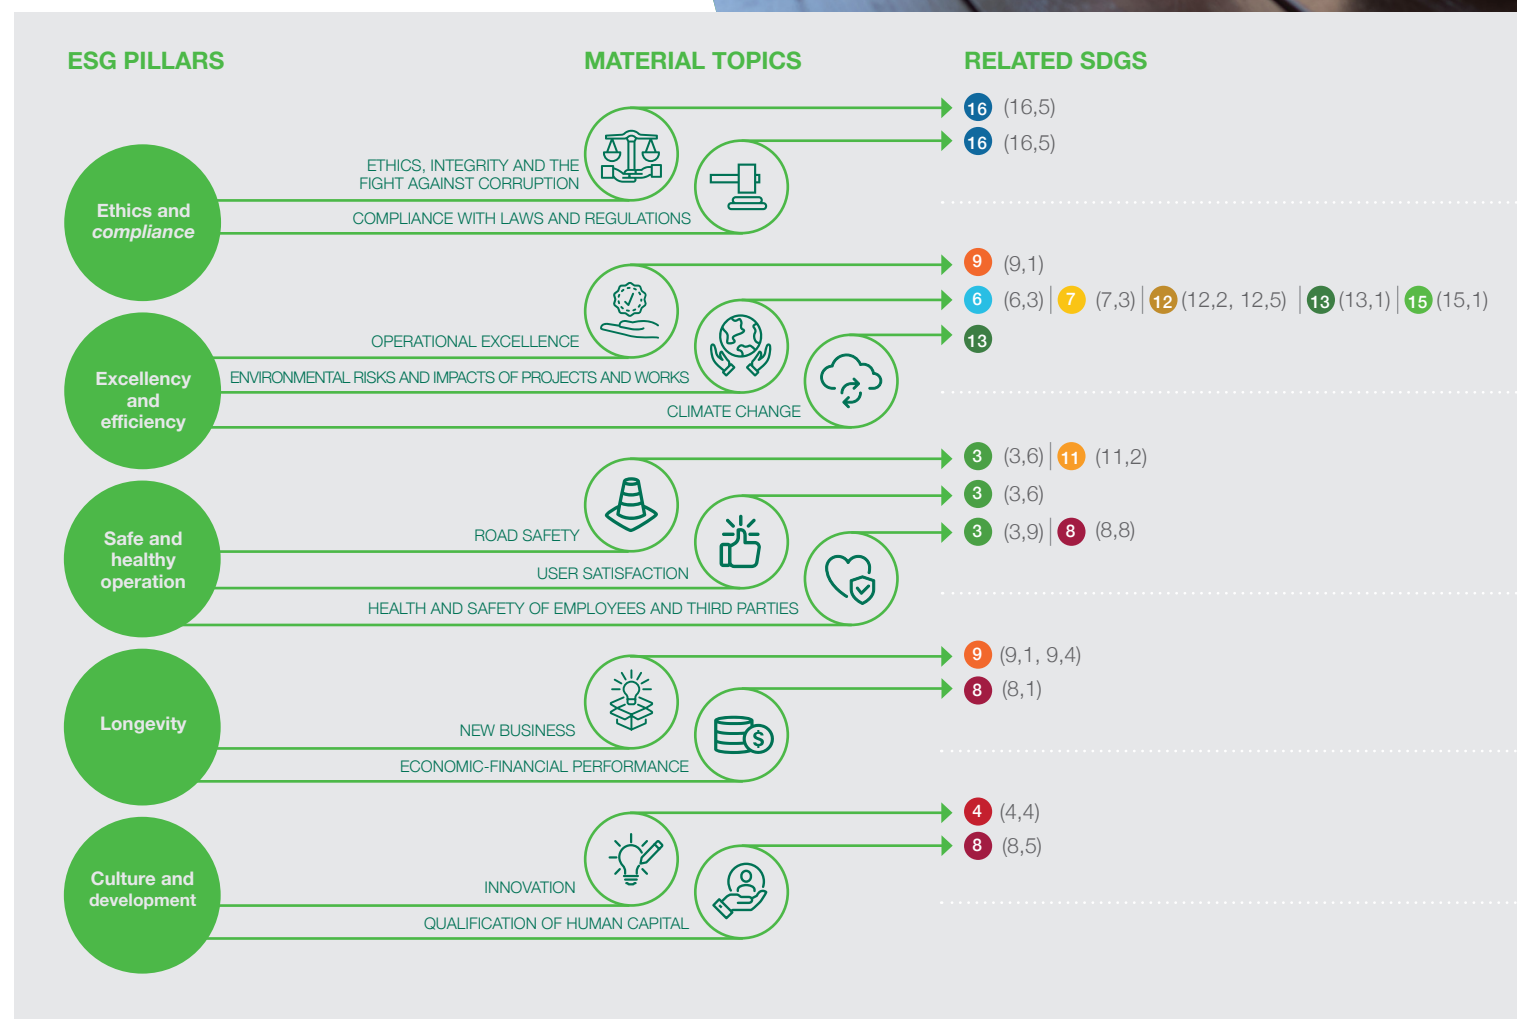 ESG PILLARS
MATERIAL TOPICS
RELATED SDGS
Ethics and
compliance
ETHICS, INTEGRITY AND THE
FIGHT AGAINST CORRUPTION
16 (16,5)
COMPLIANCE WITH LAWS AND REGULATIONS
16 (16,5)
Excellency
and
efficiency
OPERATIONAL EXCELLENCE
9 (9,1)
ENVIRONMENTAL RISKS AND IMPACTS OF PROJECTS AND WORKS
6 (6,3) | 7 (7,3) | 12 (12,2, 12,5) | 13 (13,1) | 15 (15,1)
CLIMATE CHANGE
13
Safe and
healthy
operation
ROAD SAFETY
3 (3,6) | 11 (11,2)
USER SATISFACTION
3 (3,6)
HEALTH AND SAFETY OF EMPLOYEES AND THIRD PARTIES
3 (3,9) | 8 (8,8)
Longevity
NEW BUSINESS
9 (9,1, 9,4)
ECONOMIC-FINANCIAL PERFORMANCE
$
8 (8,1)
Culture and
development
INNOVATION
4 (4,4)
QUALIFICATION OF HUMAN CAPITAL
8 (8,5)